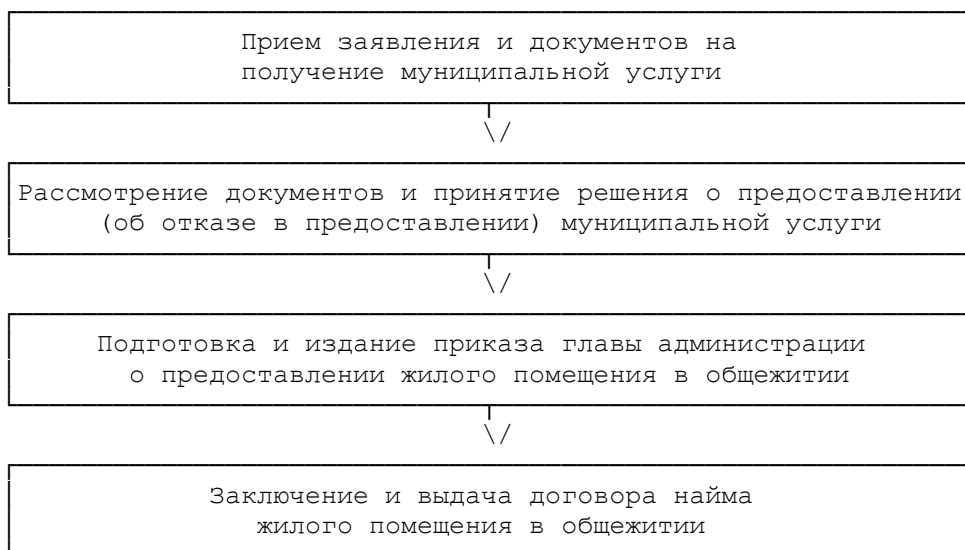 Прием заявления и документов на
получение муниципальной услуги
\/
Рассмотрение документов и принятие решения о предоставлении
(об отказе в предоставлении) муниципальной услуги
\/
Подготовка и издание приказа главы администрации
о предоставлении жилого помещения в общежитии
\/
Заключение и выдача договора найма
жилого помещения в общежитии